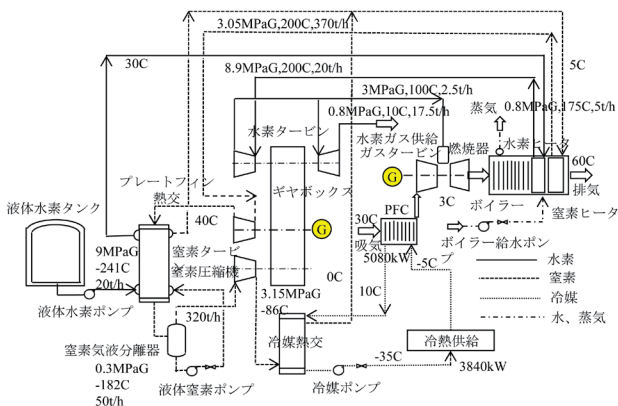 3.05MPaG,200C,370t/h
30C
5C
8.9MPaG,200C,20t/h
3MPaG,100C,2.5t/h
蒸気
0.8MPaG,175C,5t/h
0.8MPaG,10C,17.5t/h
水素タービン
水素ガス供給
ガスタービン
燃焼器
水素ヒータ
60C
排気
G
プレートフィン
熱交
ギヤボックス
3C
ボイラー
窒素ヒータ
液体水素タンク
40C
G
30C
吸気
PFC
ボイラー給水ポンプ
9MPaG
-241C
20t/h
窒素タービン
窒素圧縮機
0C
5080kW
-5C
水素
窒素
冷媒
水、蒸気
液体水素ポンプ
320t/h
3.15MPaG
-86C
10C
冷媒熱交
冷熱供給
窒素気液分離器
0.3MPaG
-182C
50t/h
液体窒素ポンプ
-35C
冷媒ポンプ
3840kW